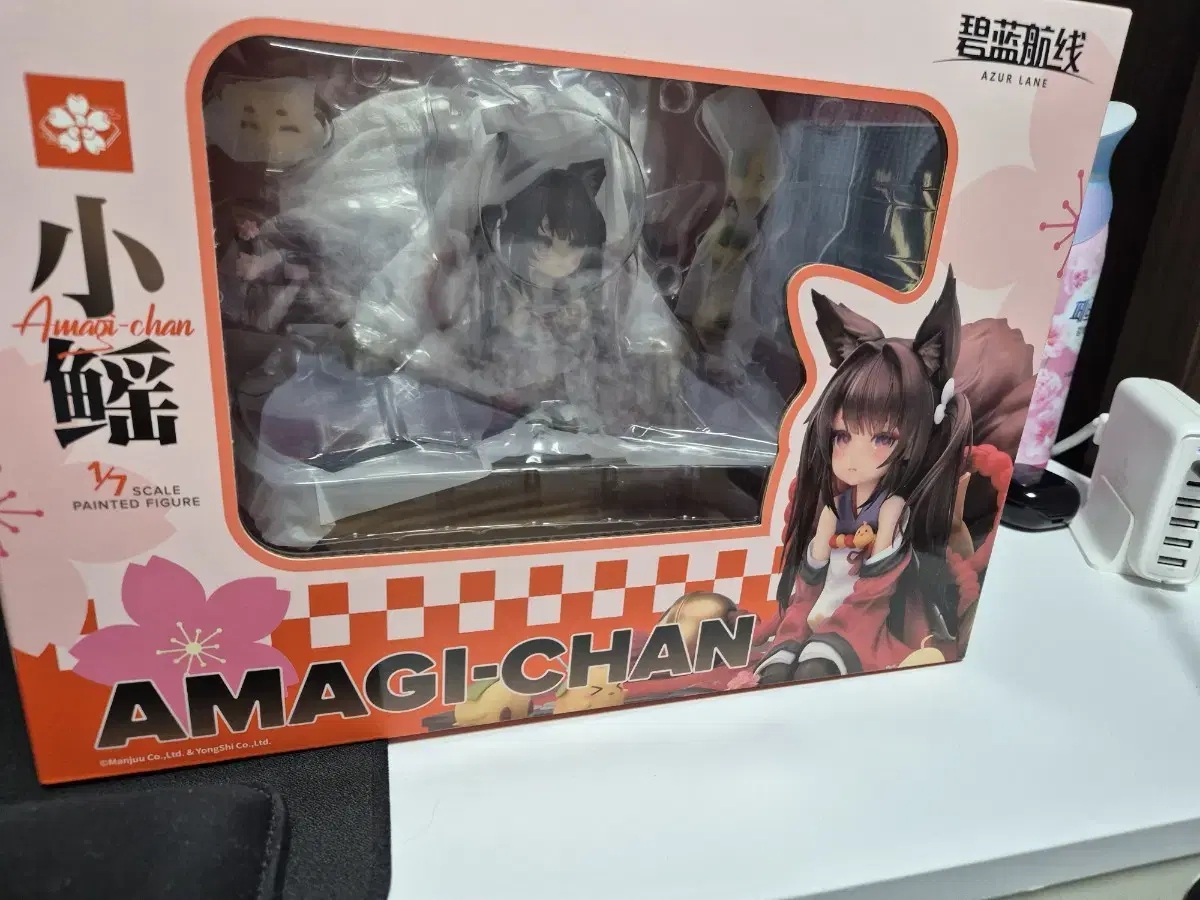 碧蓝航线
AZUR LANE
小
Amagi-chan
鳐
1/7 SCALE
PAINTED FIGURE
AMAGI-CHAN
©Manjuu Co.,Ltd. & YongShi Co.,Ltd.